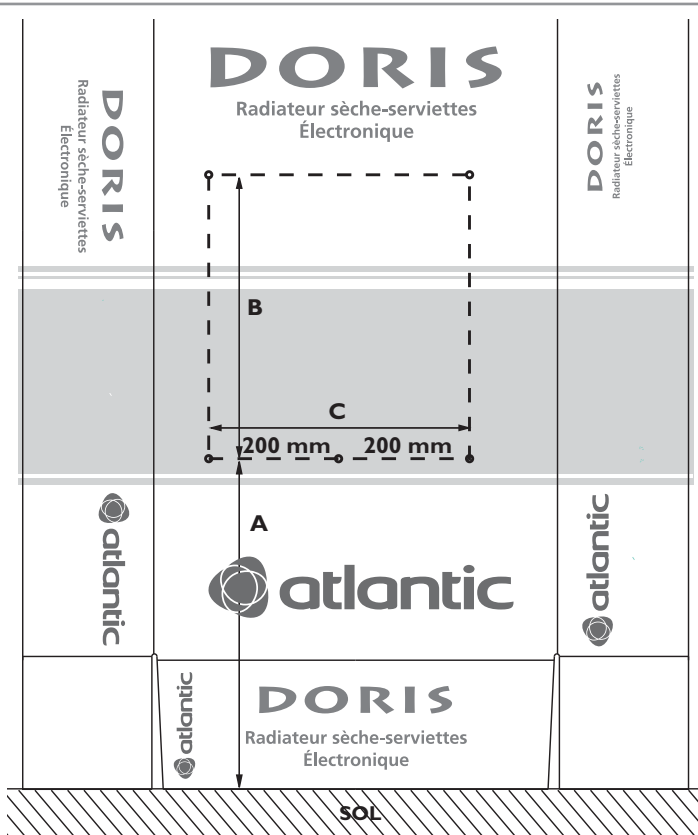 DORIS
Radiateur sèche-serviettes
Électronique
DORIS
Radiateur sèche-serviettes
Électronique
DORIS
Radiateur sèche-serviettes
Électronique
B
C
200 mm 200 mm
A
atlantic
atlantic
atlantic
atlantic
DORIS
Radiateur sèche-serviettes
Électronique
SOL